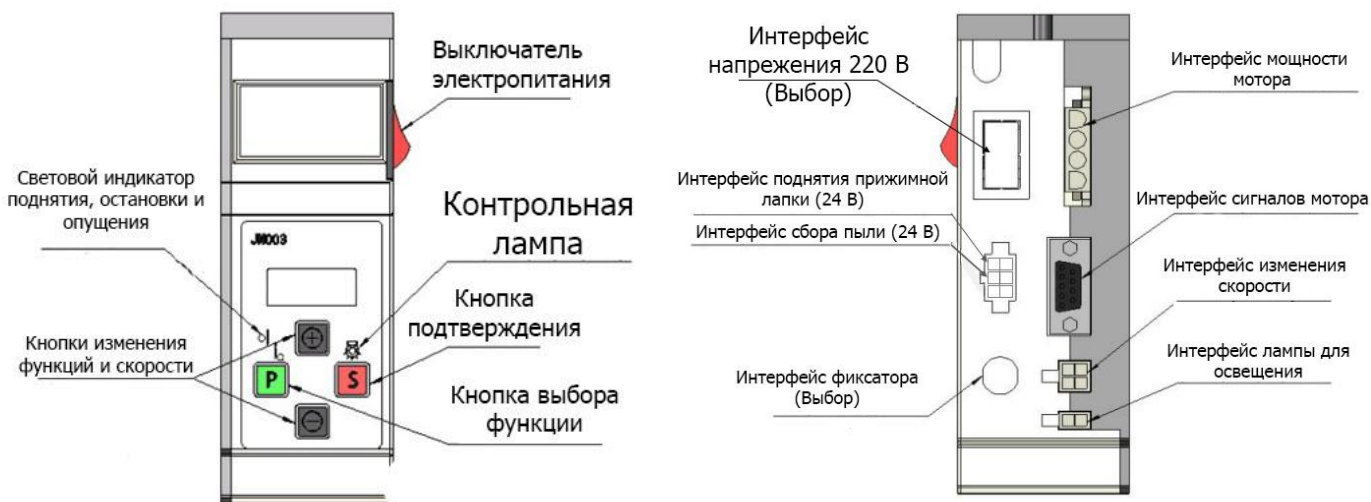 Выключатель
электропитания
Световой индикатор
поднятия, остановки и
опущения
Контрольная
лампа
JM003
Кнопка
подтверждения
Кнопки изменения
функций и скорости
P
S
Кнопка выбора
функции
Интерфейс
напрежения 220 В
(Выбор)
Интерфейс мощности
мотора
Интерфейс поднятия прижимной
лапки (24 В)
Интерфейс сбора пыли (24 В)
Интерфейс сигналов мотора
Интерфейс изменения
скорости
Интерфейс фиксатора
(Выбор)
Интерфейс лампы для
освещения